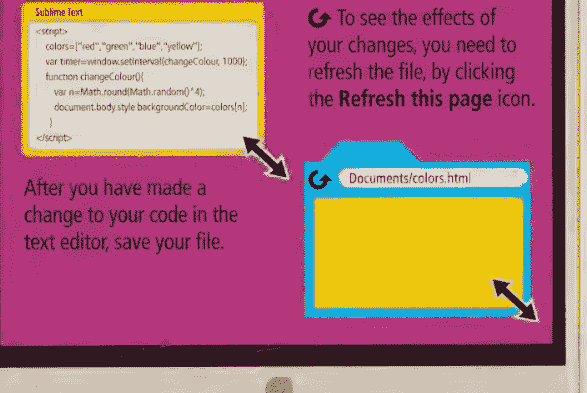 Sublime Text
<script>
colors=["red","green","blue","yellow"];
var timer=window.setInterval(changeColour, 1000);
function changeColour(){
var n=Math.round(Math.random()*4);
document.body.style backgroundColor=colors[n];
}
</script>
After you have made a
change to your code in the
text editor, save your file.
To see the effects of
your changes, you need to
refresh the file, by clicking
the Refresh this page icon.
Documents/colors.html